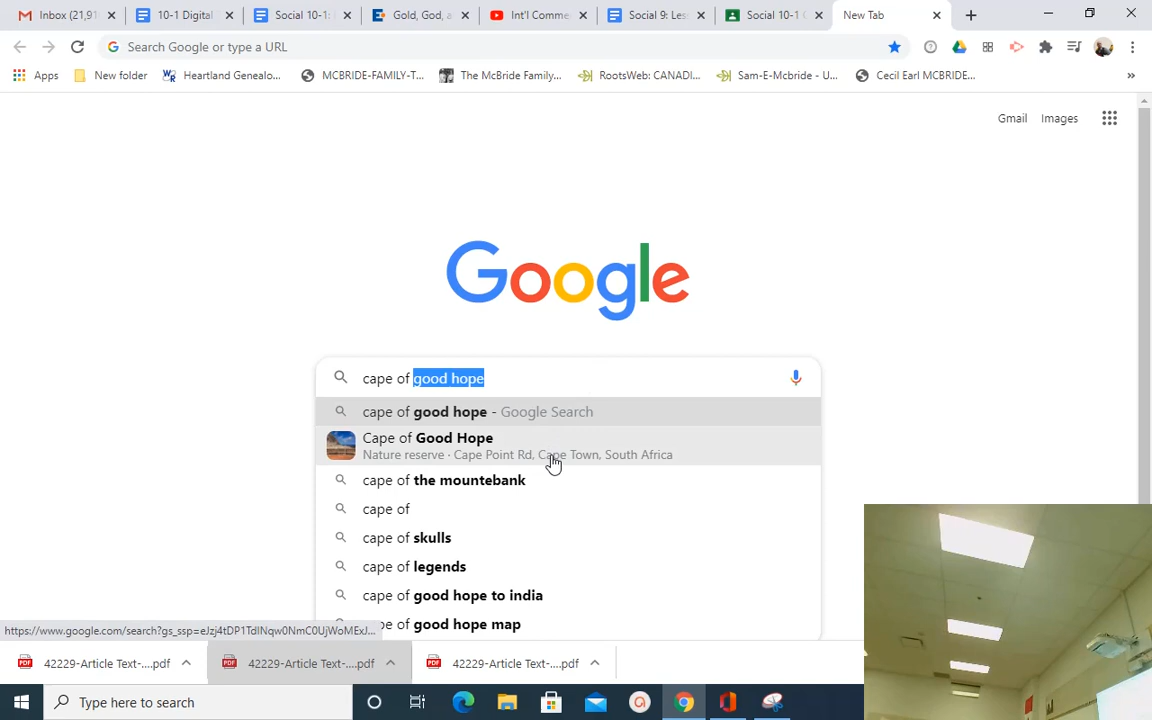 Inbox (21,91
10-1 Digital
Social 10-1:
Gold, God, a
Int'l Comme
Social 9: Les
Social 10-1
New Tab
Search Google or type a URL
Apps
New folder
Heartland Genealo...
MCBRIDE-FAMILY-T...
The McBride Family...
RootsWeb: CANADI...
Sam-E-Mcbride - U...
Cecil Earl MCBRIDE...
»
Gmail
Images
Google
cape of good hope
cape of good hope - Google Search
Cape of Good Hope
Nature reserve · Cape Point Rd, Cape Town, South Africa
cape of the mountebank
cape of
cape of skulls
cape of legends
cape of good hope to india
pe of good hope map
42229-Article Text-....pdf
42229-Article Text-....pdf
42229-Article Text-....pdf
Type here to search